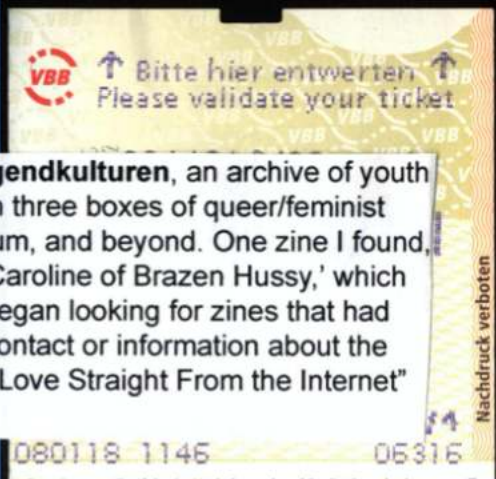 VBB
↑ Bitte hier entwerten ↑
Please validate your ticket
gendkulturen, an archive of youth
three boxes of queer/feminist
um, and beyond. One zine I found,
Caroline of Brazen Hussy,' which
egan looking for zines that had
ontact or information about the
Love Straight From the Internet"
Nachdruck verboten
080118 1146 06316